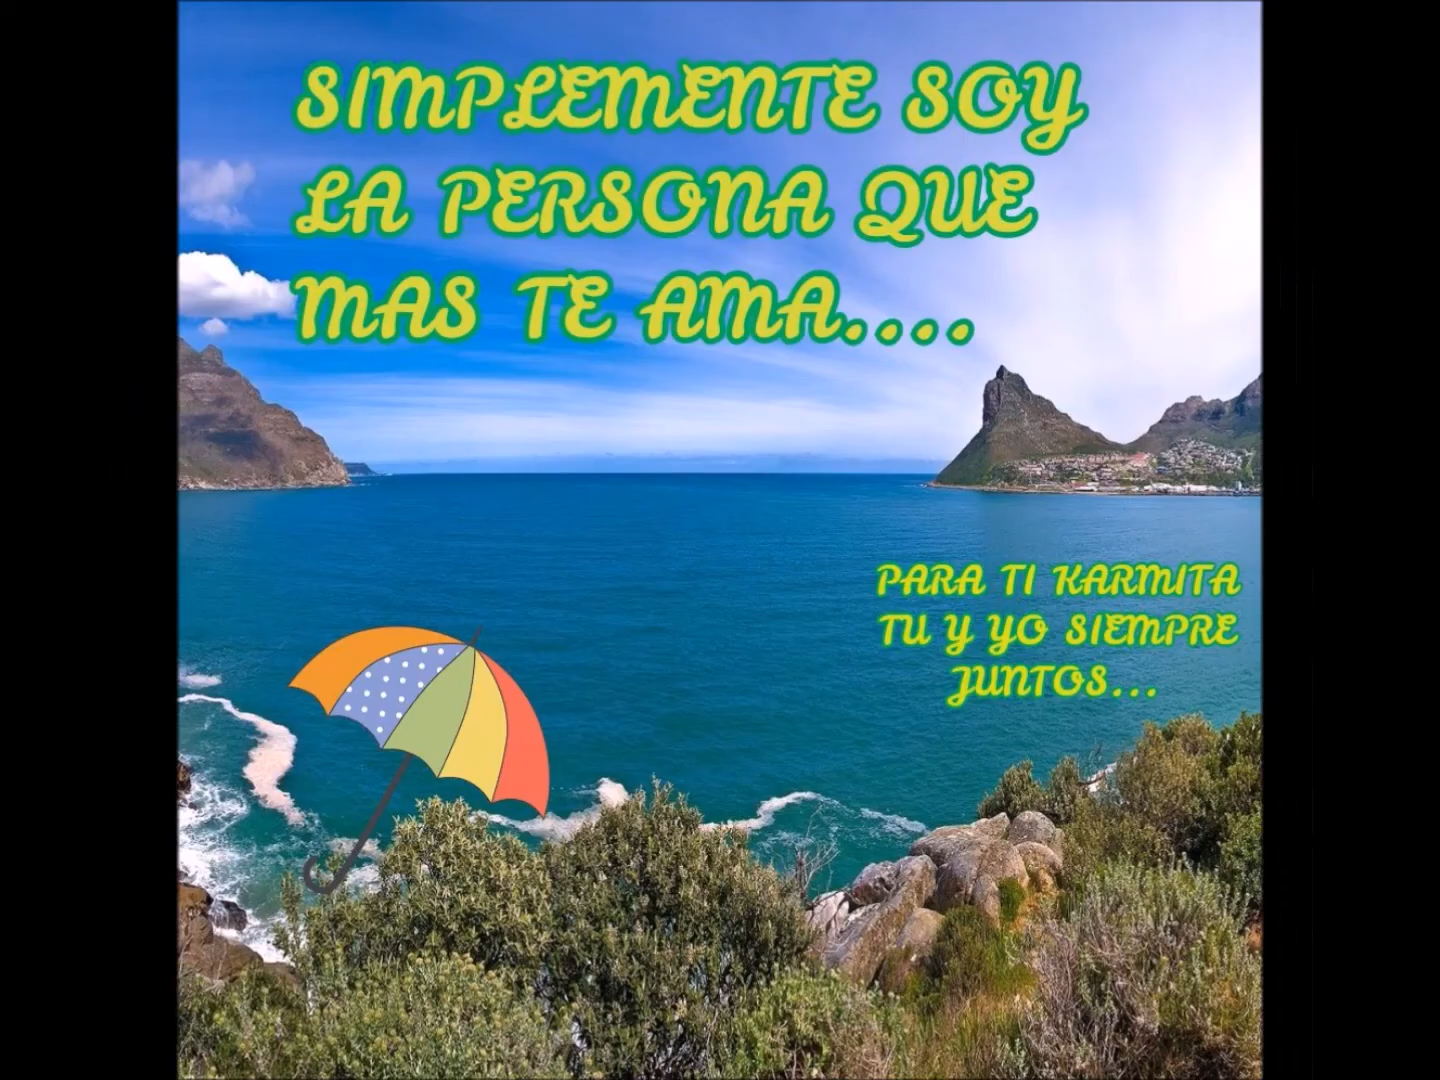 SIMPLEMENTE SOY
LA PERSONA QUE
MAS TE AMA....
PARA TI KARMITA
TU Y YO SIEMPRE
JUNTOS...